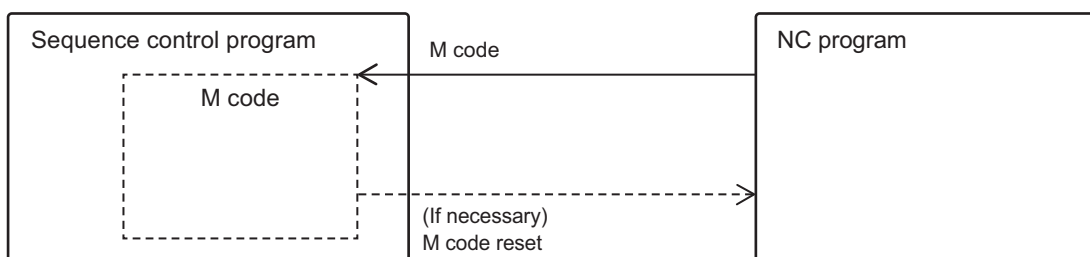 Sequence control program
M code
NC program
M code
(If necessary)
M code reset